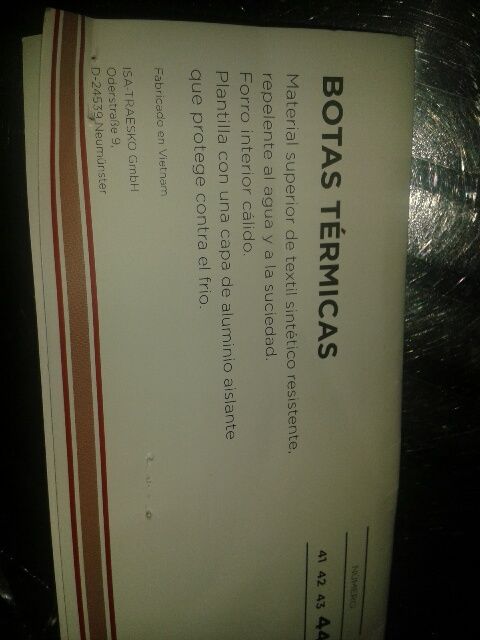 BOTAS TÉRMICAS
Material superior de textil sintético resistente,
repelente al agua y a la suciedad.
Forro interior cálido.
Plantilla con una capa de aluminio aislante
que protege contra el frío.
Fabricado en Vietnam
ISA-TRAESKO GmbH
Oderstraße 9,
D-24539 Neumünster
NÚMERO
41 42 43 44